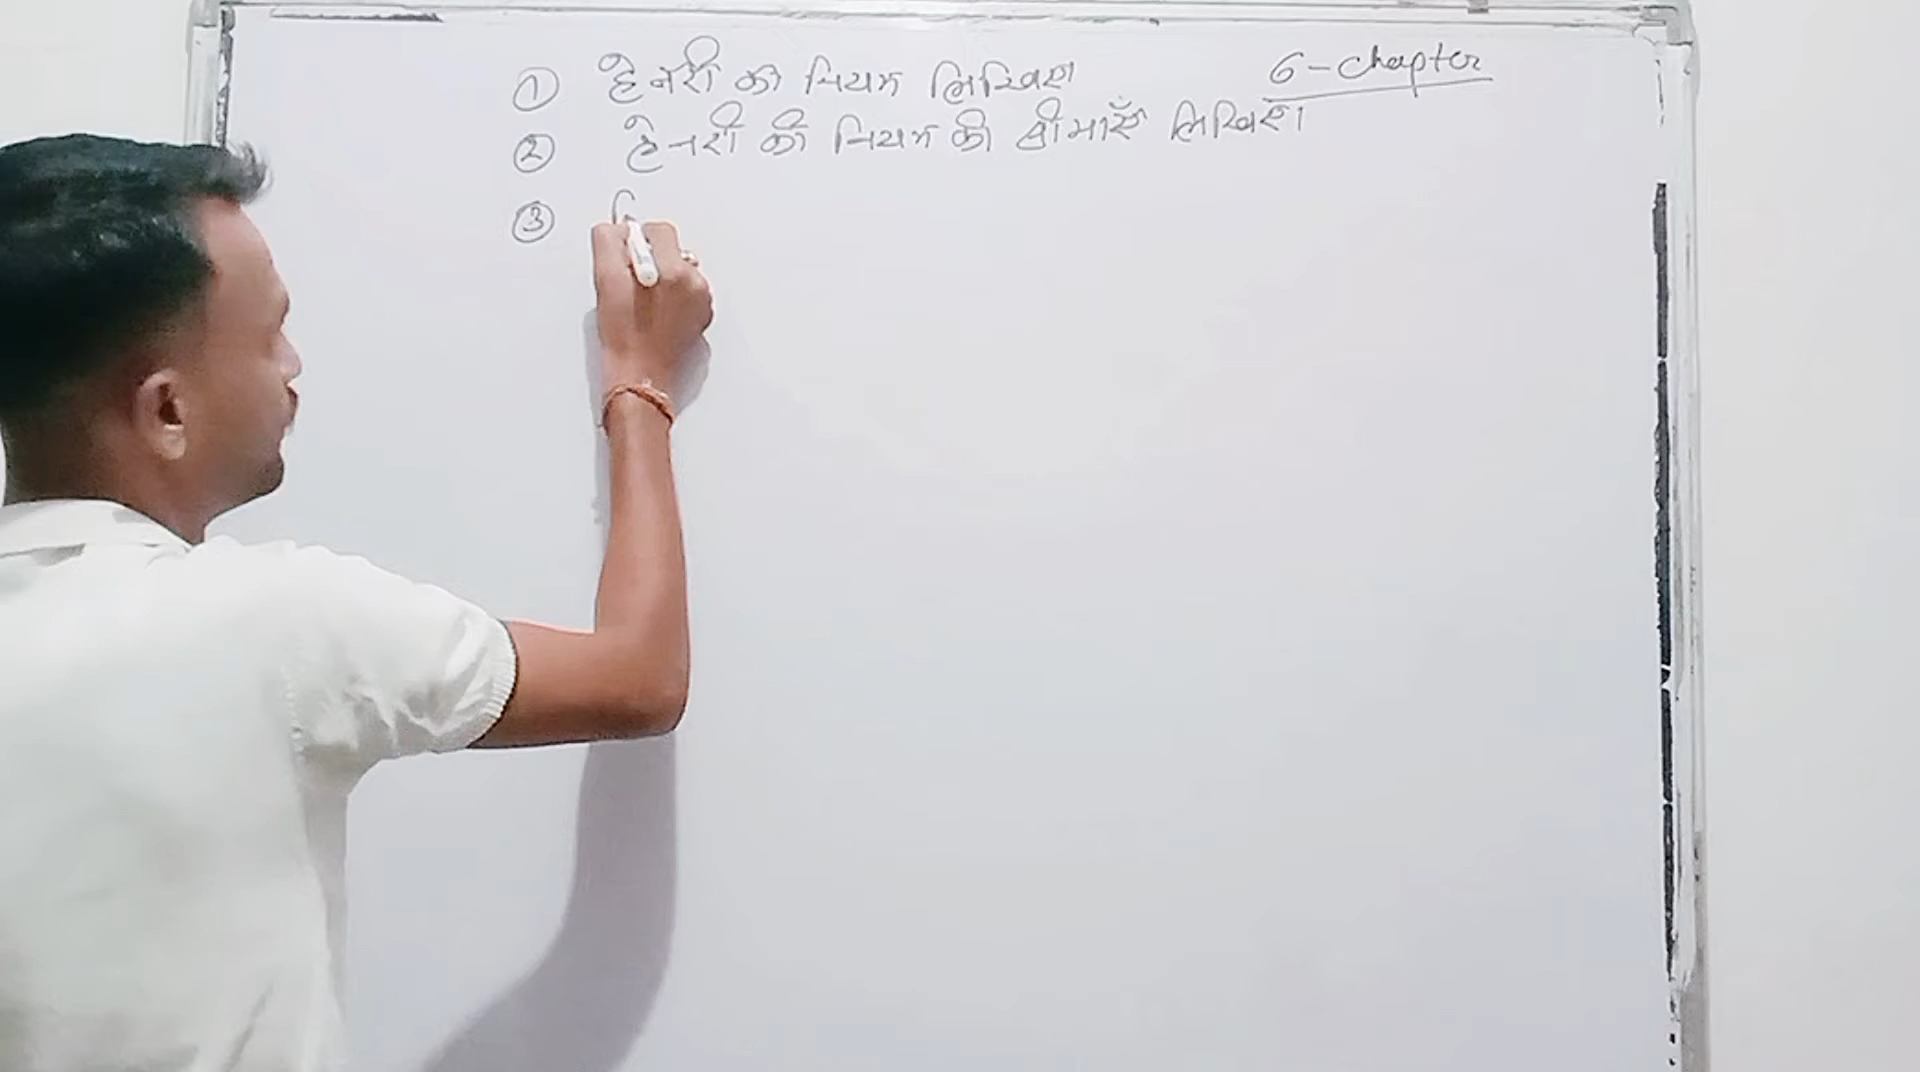 6-chapter
① हेनरी का नियम लिखिए।
② हेनरी की नियम की सीमाएँ लिखिए।
③